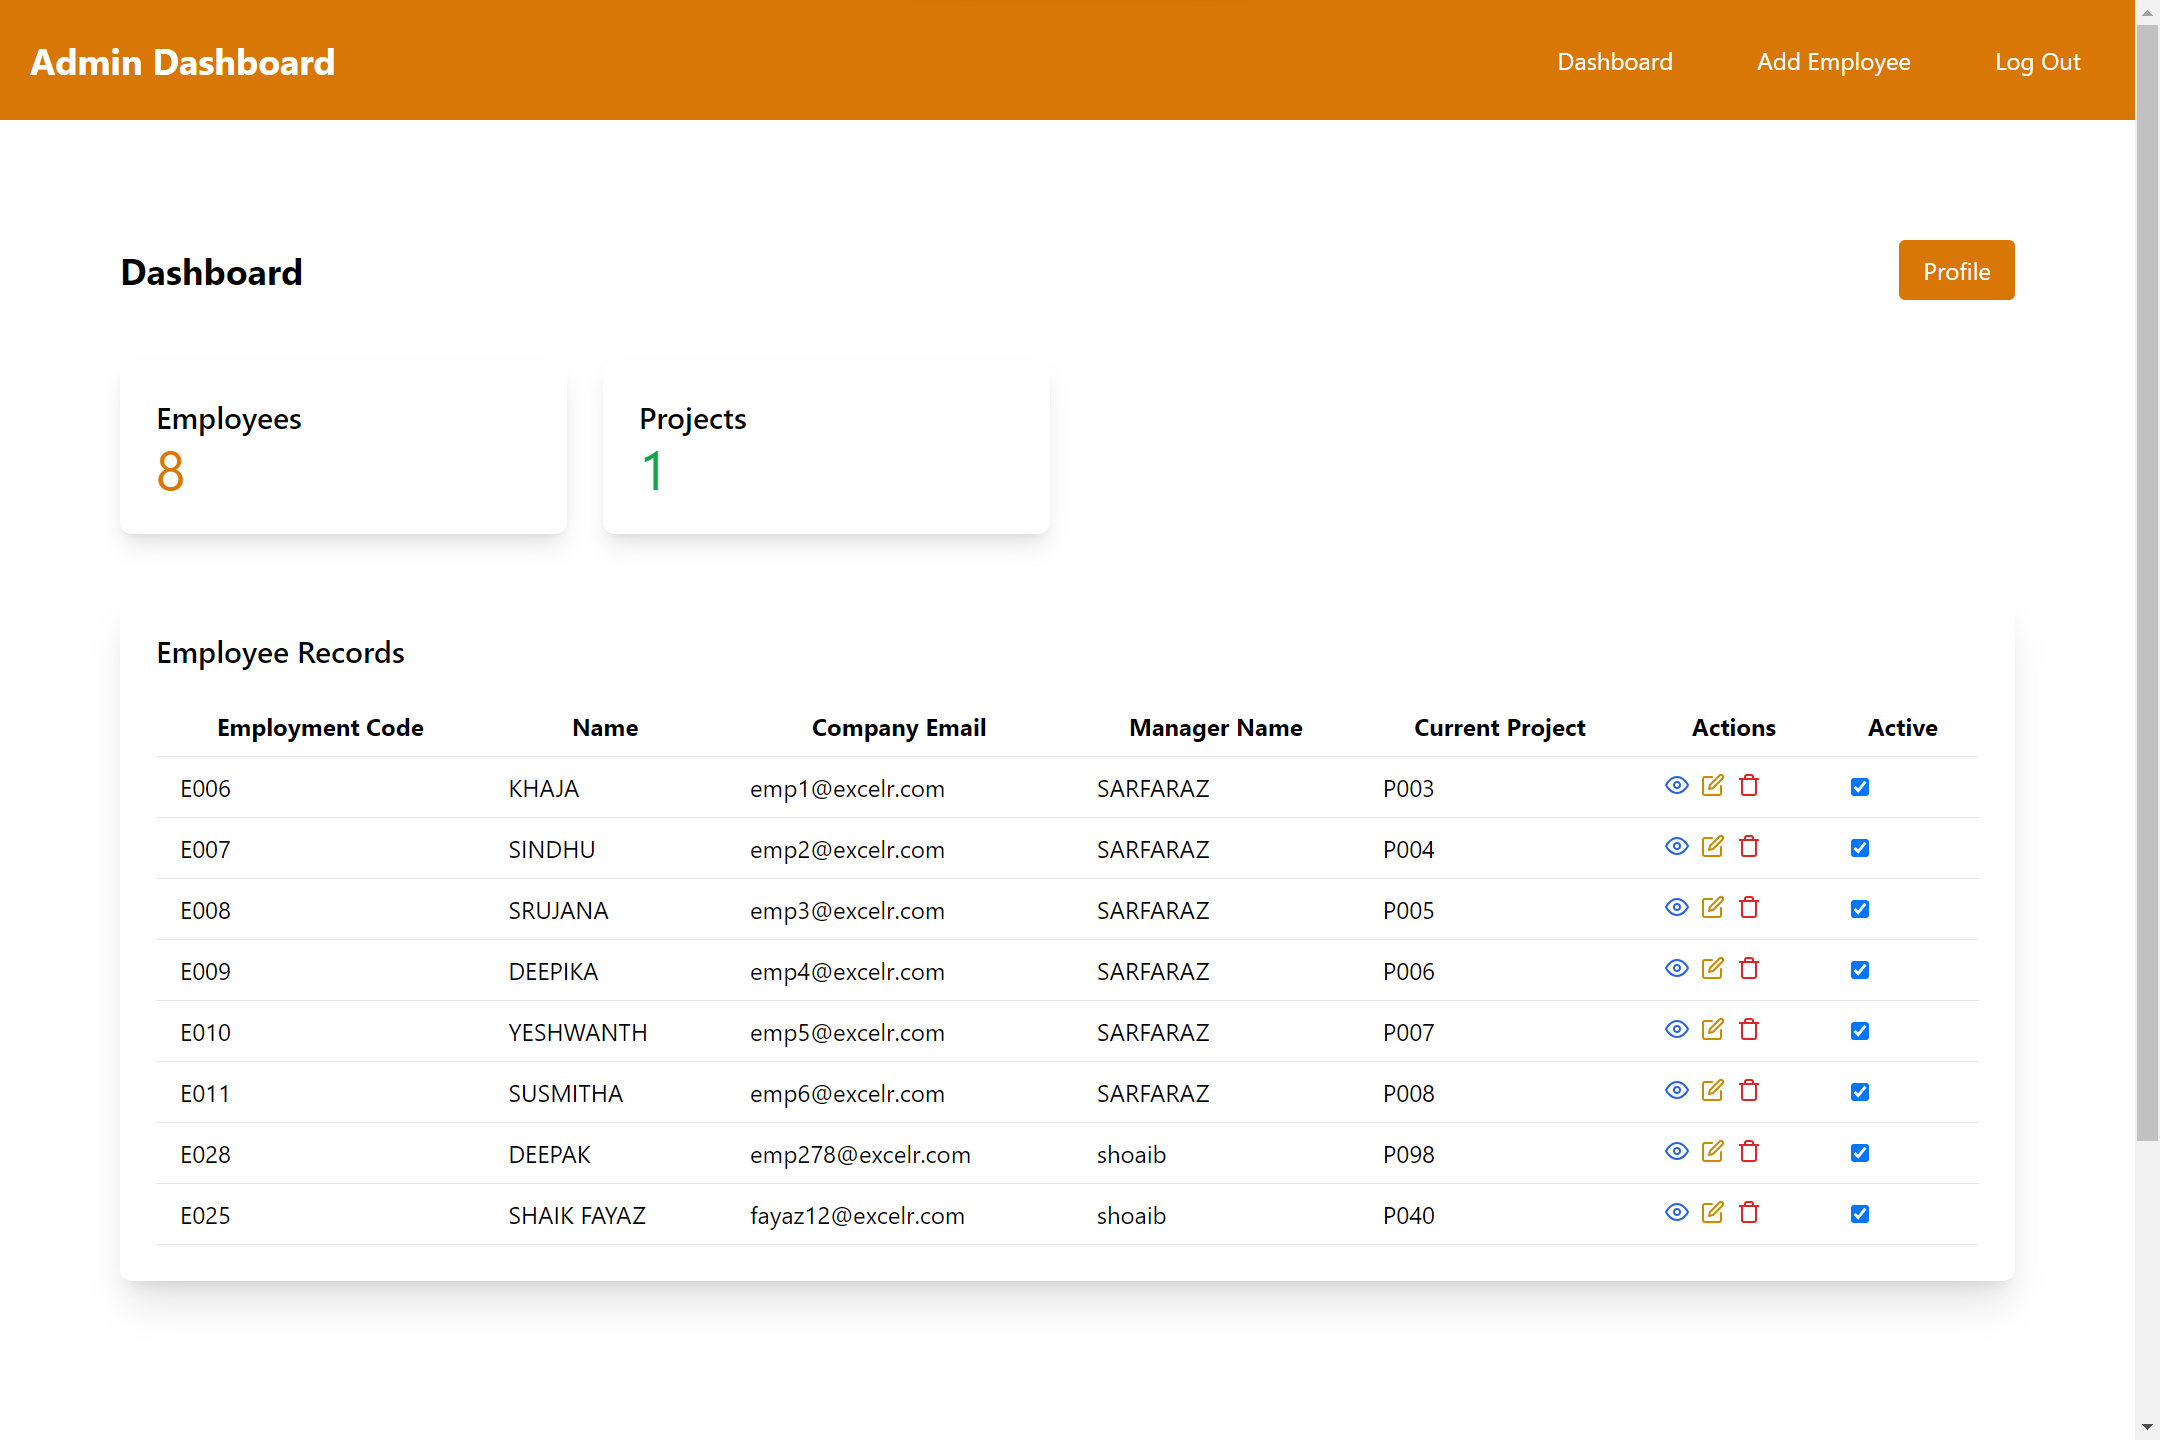 Admin Dashboard Dashboard Add Employee Log Out
Dashboard Profile
Employees Projects
8 1
Employee Records
Employment Code Name Company Email Manager Name Current Project Actions Active
E006 KHAJA emp1@excelr.com SARFARAZ P003
E007 SINDHU emp2@excelr.com SARFARAZ P004
E008 SRUJANA emp3@excelr.com SARFARAZ P005
E009 DEEPIKA emp4@excelr.com SARFARAZ P006
E010 YESHWANTH emp5@excelr.com SARFARAZ P007
E011 SUSMITHA emp6@excelr.com SARFARAZ P008
E028 DEEPAK emp278@excelr.com shoaib P098
E025 SHAIK FAYAZ fayaz12@excelr.com shoaib P040